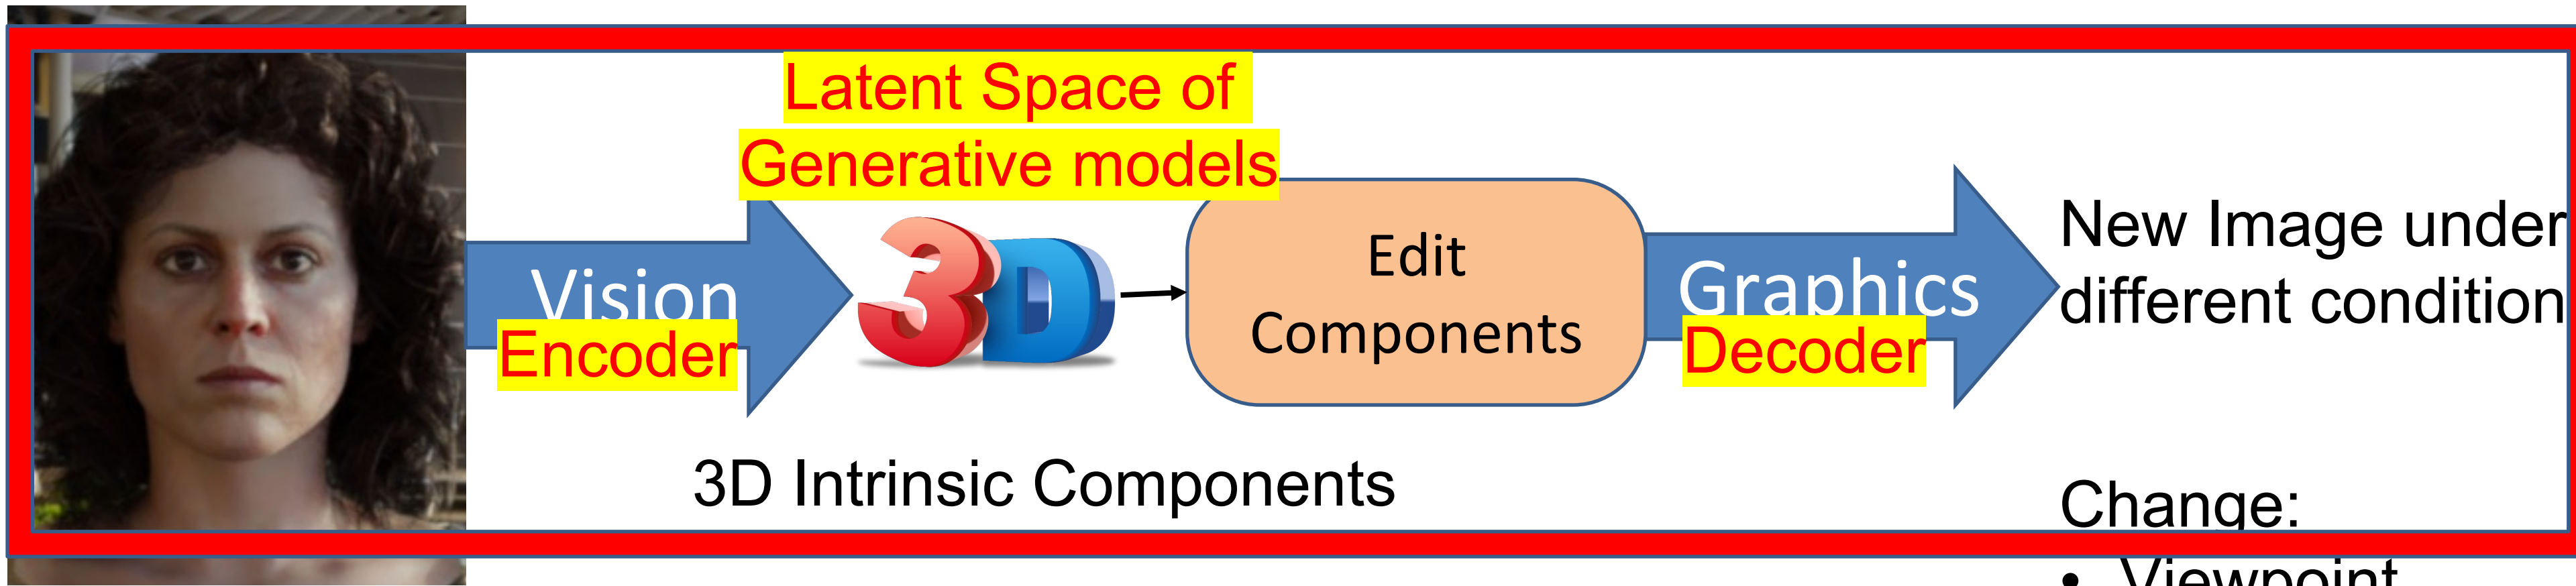 Latent Space of
Generative models
Vision
Encoder
3D
Edit
Components
Graphics
Decoder
New Image under
different condition
3D Intrinsic Components
Change:
• Viewpoint